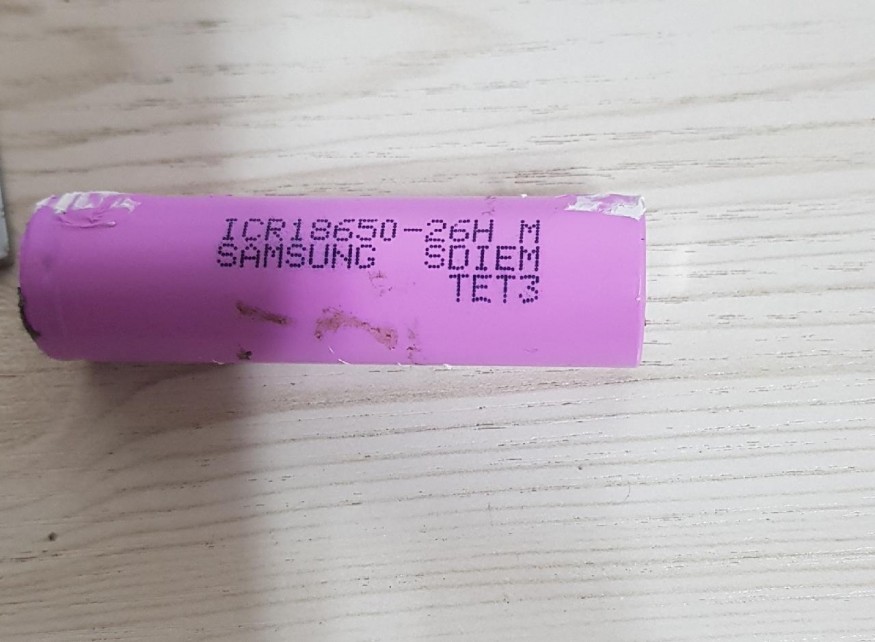 ICR18650-26H M
SAMSUNG SDIEM
TET3